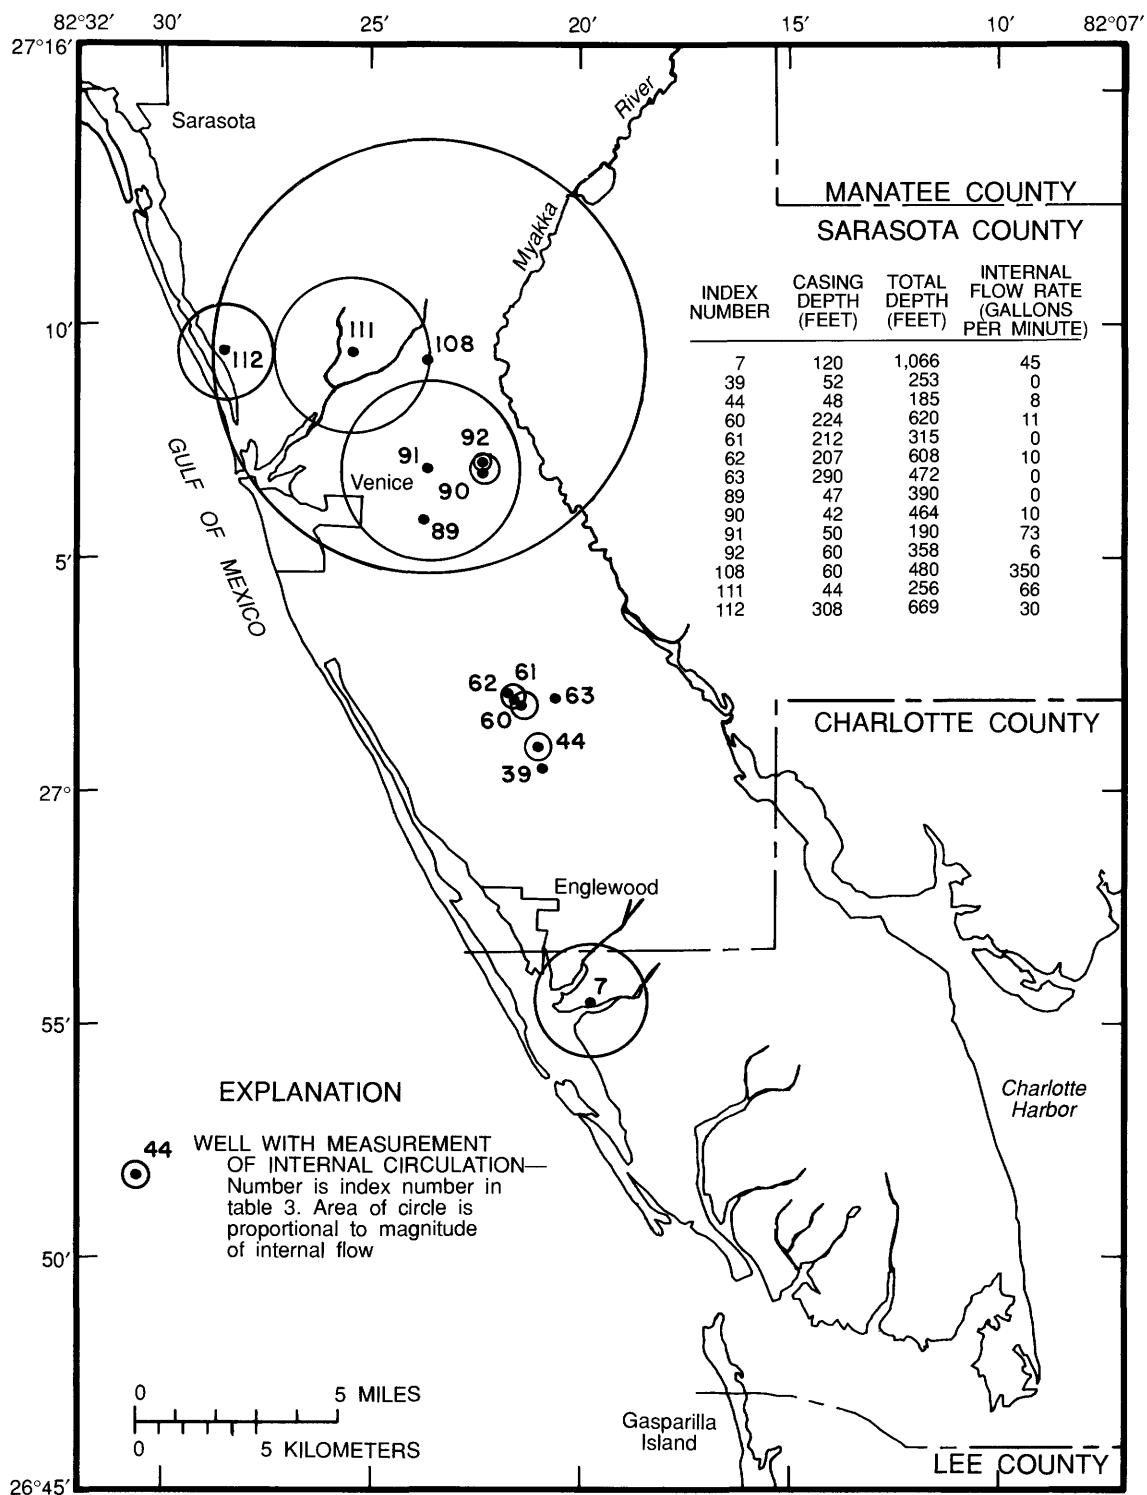 82°32′ 30′ 25′ 20′ 15′ 10′ 82°07′
27°16′
Sarasota
River
Myakka
MANATEE COUNTY
SARASOTA COUNTY
INDEX NUMBER CASING DEPTH (FEET) TOTAL DEPTH (FEET) INTERNAL FLOW RATE (GALLONS PER MINUTE)
7 120 1,066 45
39 52 253 0
44 48 185 8
60 224 620 11
61 212 315 0
62 207 608 10
63 290 472 0
89 47 390 0
90 42 464 10
91 50 190 73
92 60 358 6
108 60 480 350
111 44 256 66
112 308 669 30
10′
111
108
112
92
91
90
Venice
89
GULF OF MEXICO
5′
61
62
63
60
44
39
CHARLOTTE COUNTY
27°
Englewood
7
55′
Charlotte
Harbor
EXPLANATION
44
WELL WITH MEASUREMENT
OF INTERNAL CIRCULATION—
Number is index number in
table 3. Area of circle is
proportional to magnitude
of internal flow
50′
0 5 MILES
0 5 KILOMETERS
Gasparilla
Island
LEE COUNTY
26°45′